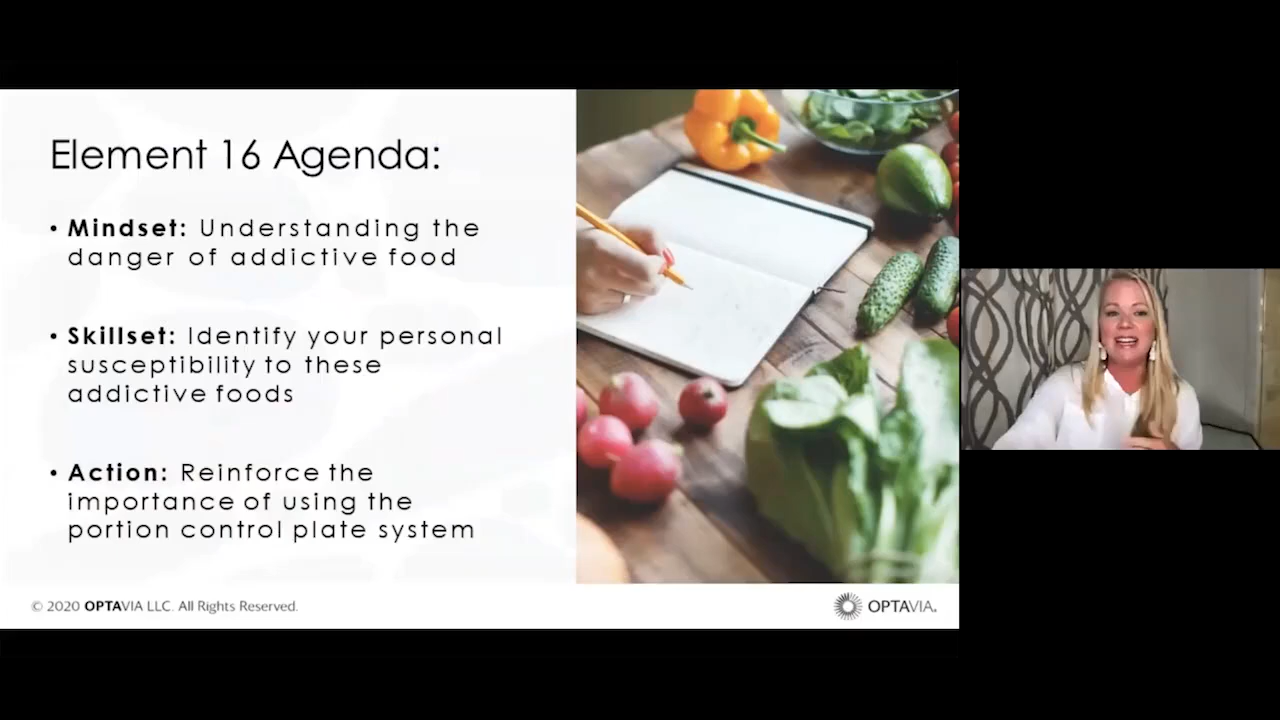 Element 16 Agenda:
• Mindset: Understanding the
danger of addictive food
• Skillset: Identify your personal
susceptibility to these
addictive foods
• Action: Reinforce the
importance of using the
portion control plate system
© 2020 OPTAVIA LLC. All Rights Reserved.
OPTAVIA.